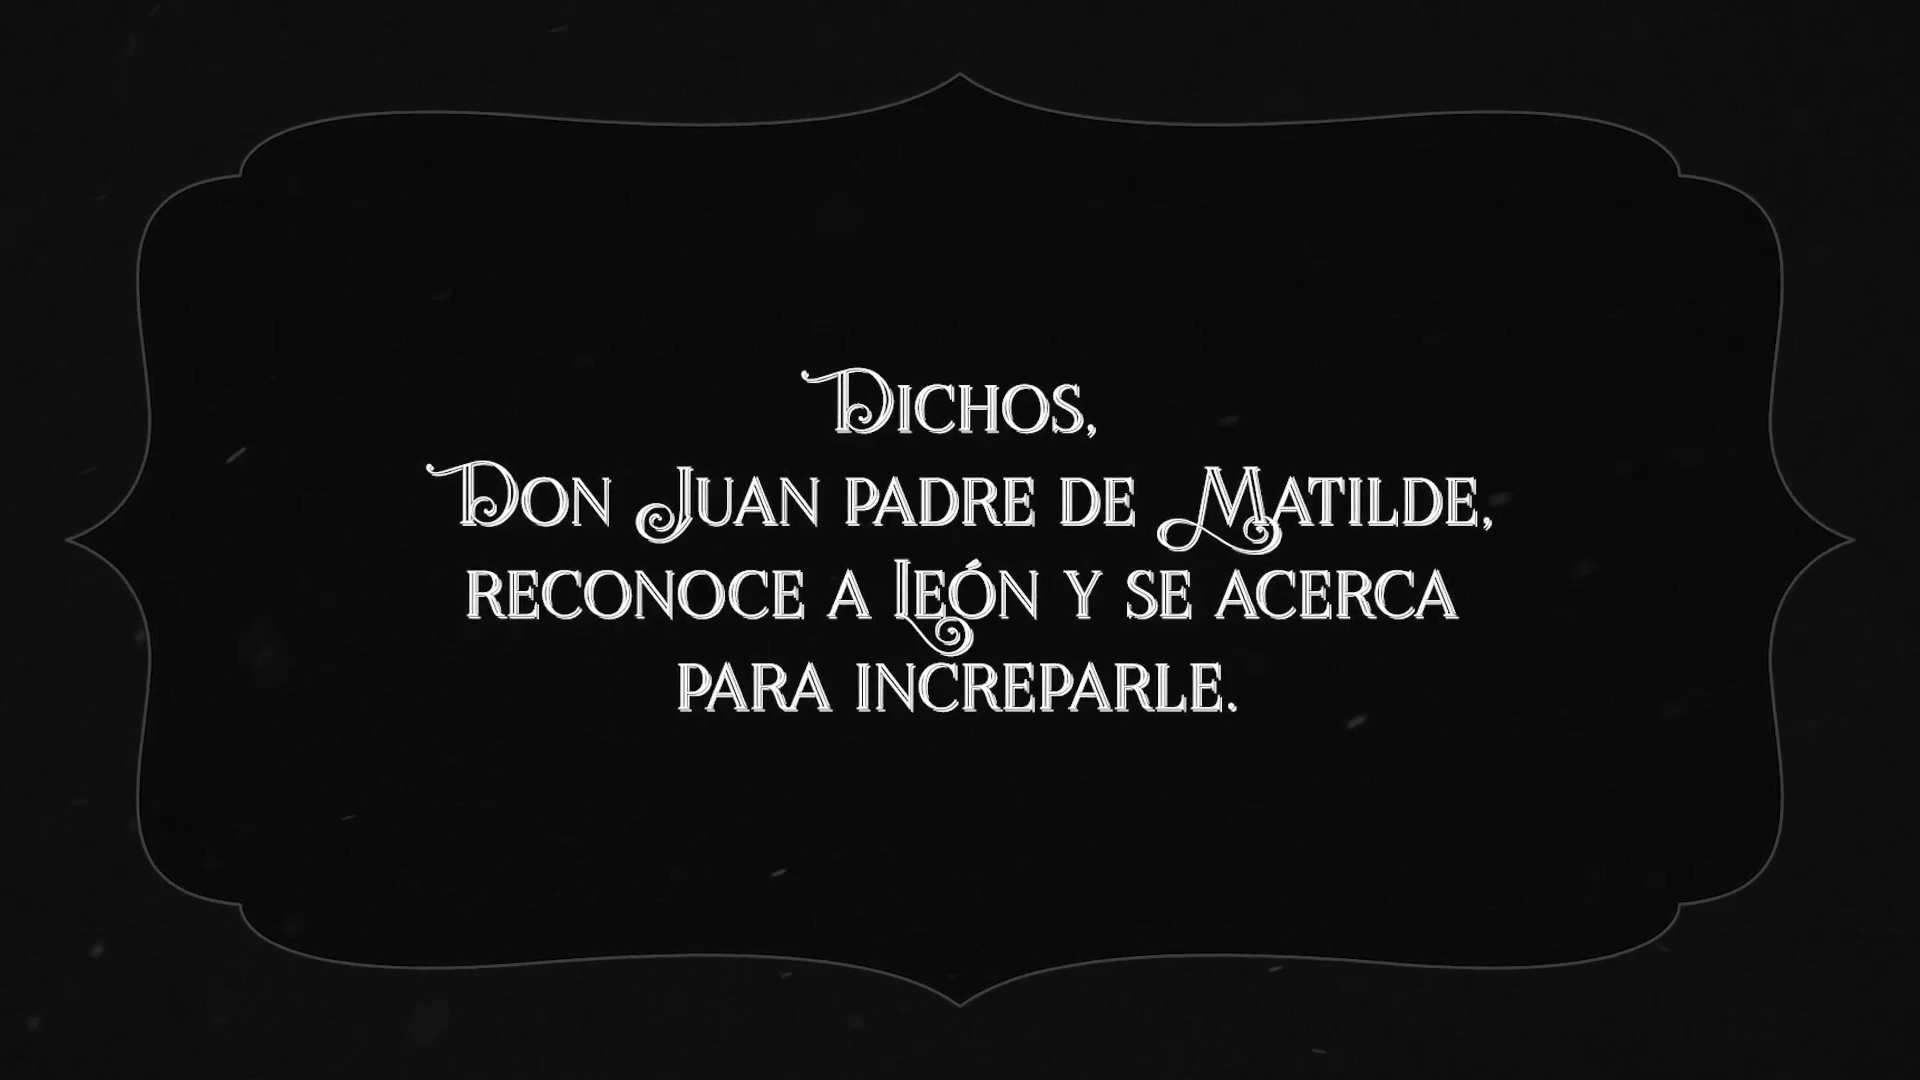 Dichos,
Don Juan padre de Matilde,
reconoce a León y se acerca
para increparle.